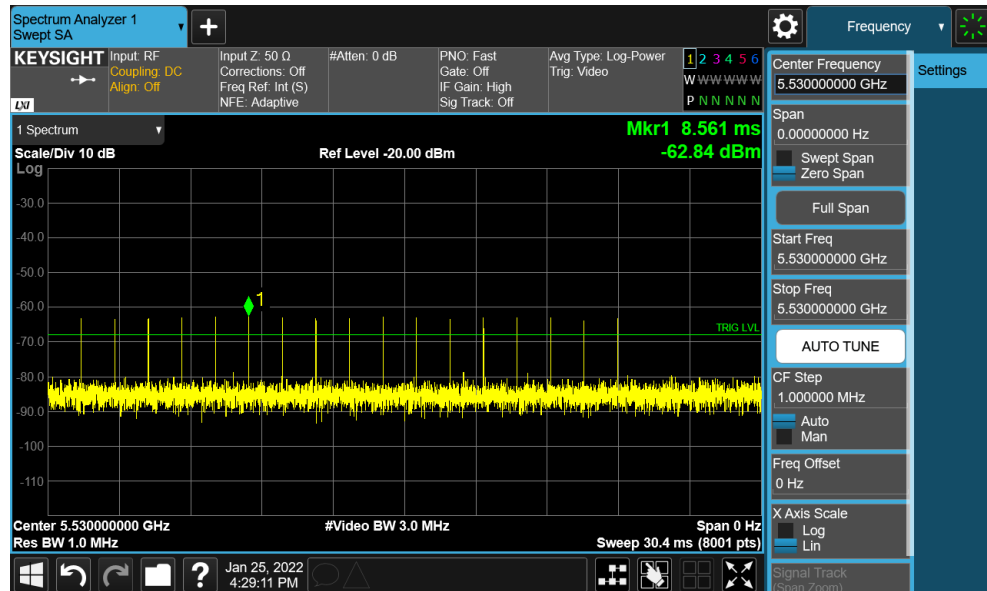 Spectrum Analyzer 1
Swept SA
+
Frequency
KEYSIGHT
LXI
Input: RF
Coupling: DC
Align: Off
Input Z: 50 Ω
Corrections: Off
Freq Ref: Int (S)
NFE: Adaptive
#Atten: 0 dB
PNO: Fast
Gate: Off
IF Gain: High
Sig Track: Off
Avg Type: Log-Power
Trig: Video
1 2 3 4 5 6
W W W W W W
P N N N N N
1 Spectrum
Scale/Div 10 dB
Ref Level -20.00 dBm
Mkr1 8.561 ms
-62.84 dBm
Log
-30.0
-40.0
-50.0
-60.0
-70.0
-80.0
-90.0
-100
-110
1
TRIG LVL
Center 5.530000000 GHz
#Video BW 3.0 MHz
Span 0 Hz
Res BW 1.0 MHz
Sweep 30.4 ms (8001 pts)
?
Jan 25, 2022
4:29:11 PM
Center Frequency
5.530000000 GHz
Span
0.00000000 Hz
Swept Span
Zero Span
Full Span
Start Freq
5.530000000 GHz
Stop Freq
5.530000000 GHz
AUTO TUNE
CF Step
1.000000 MHz
Auto
Man
Freq Offset
0 Hz
X Axis Scale
Log
Lin
Signal Track
(Span Zoom)
Settings